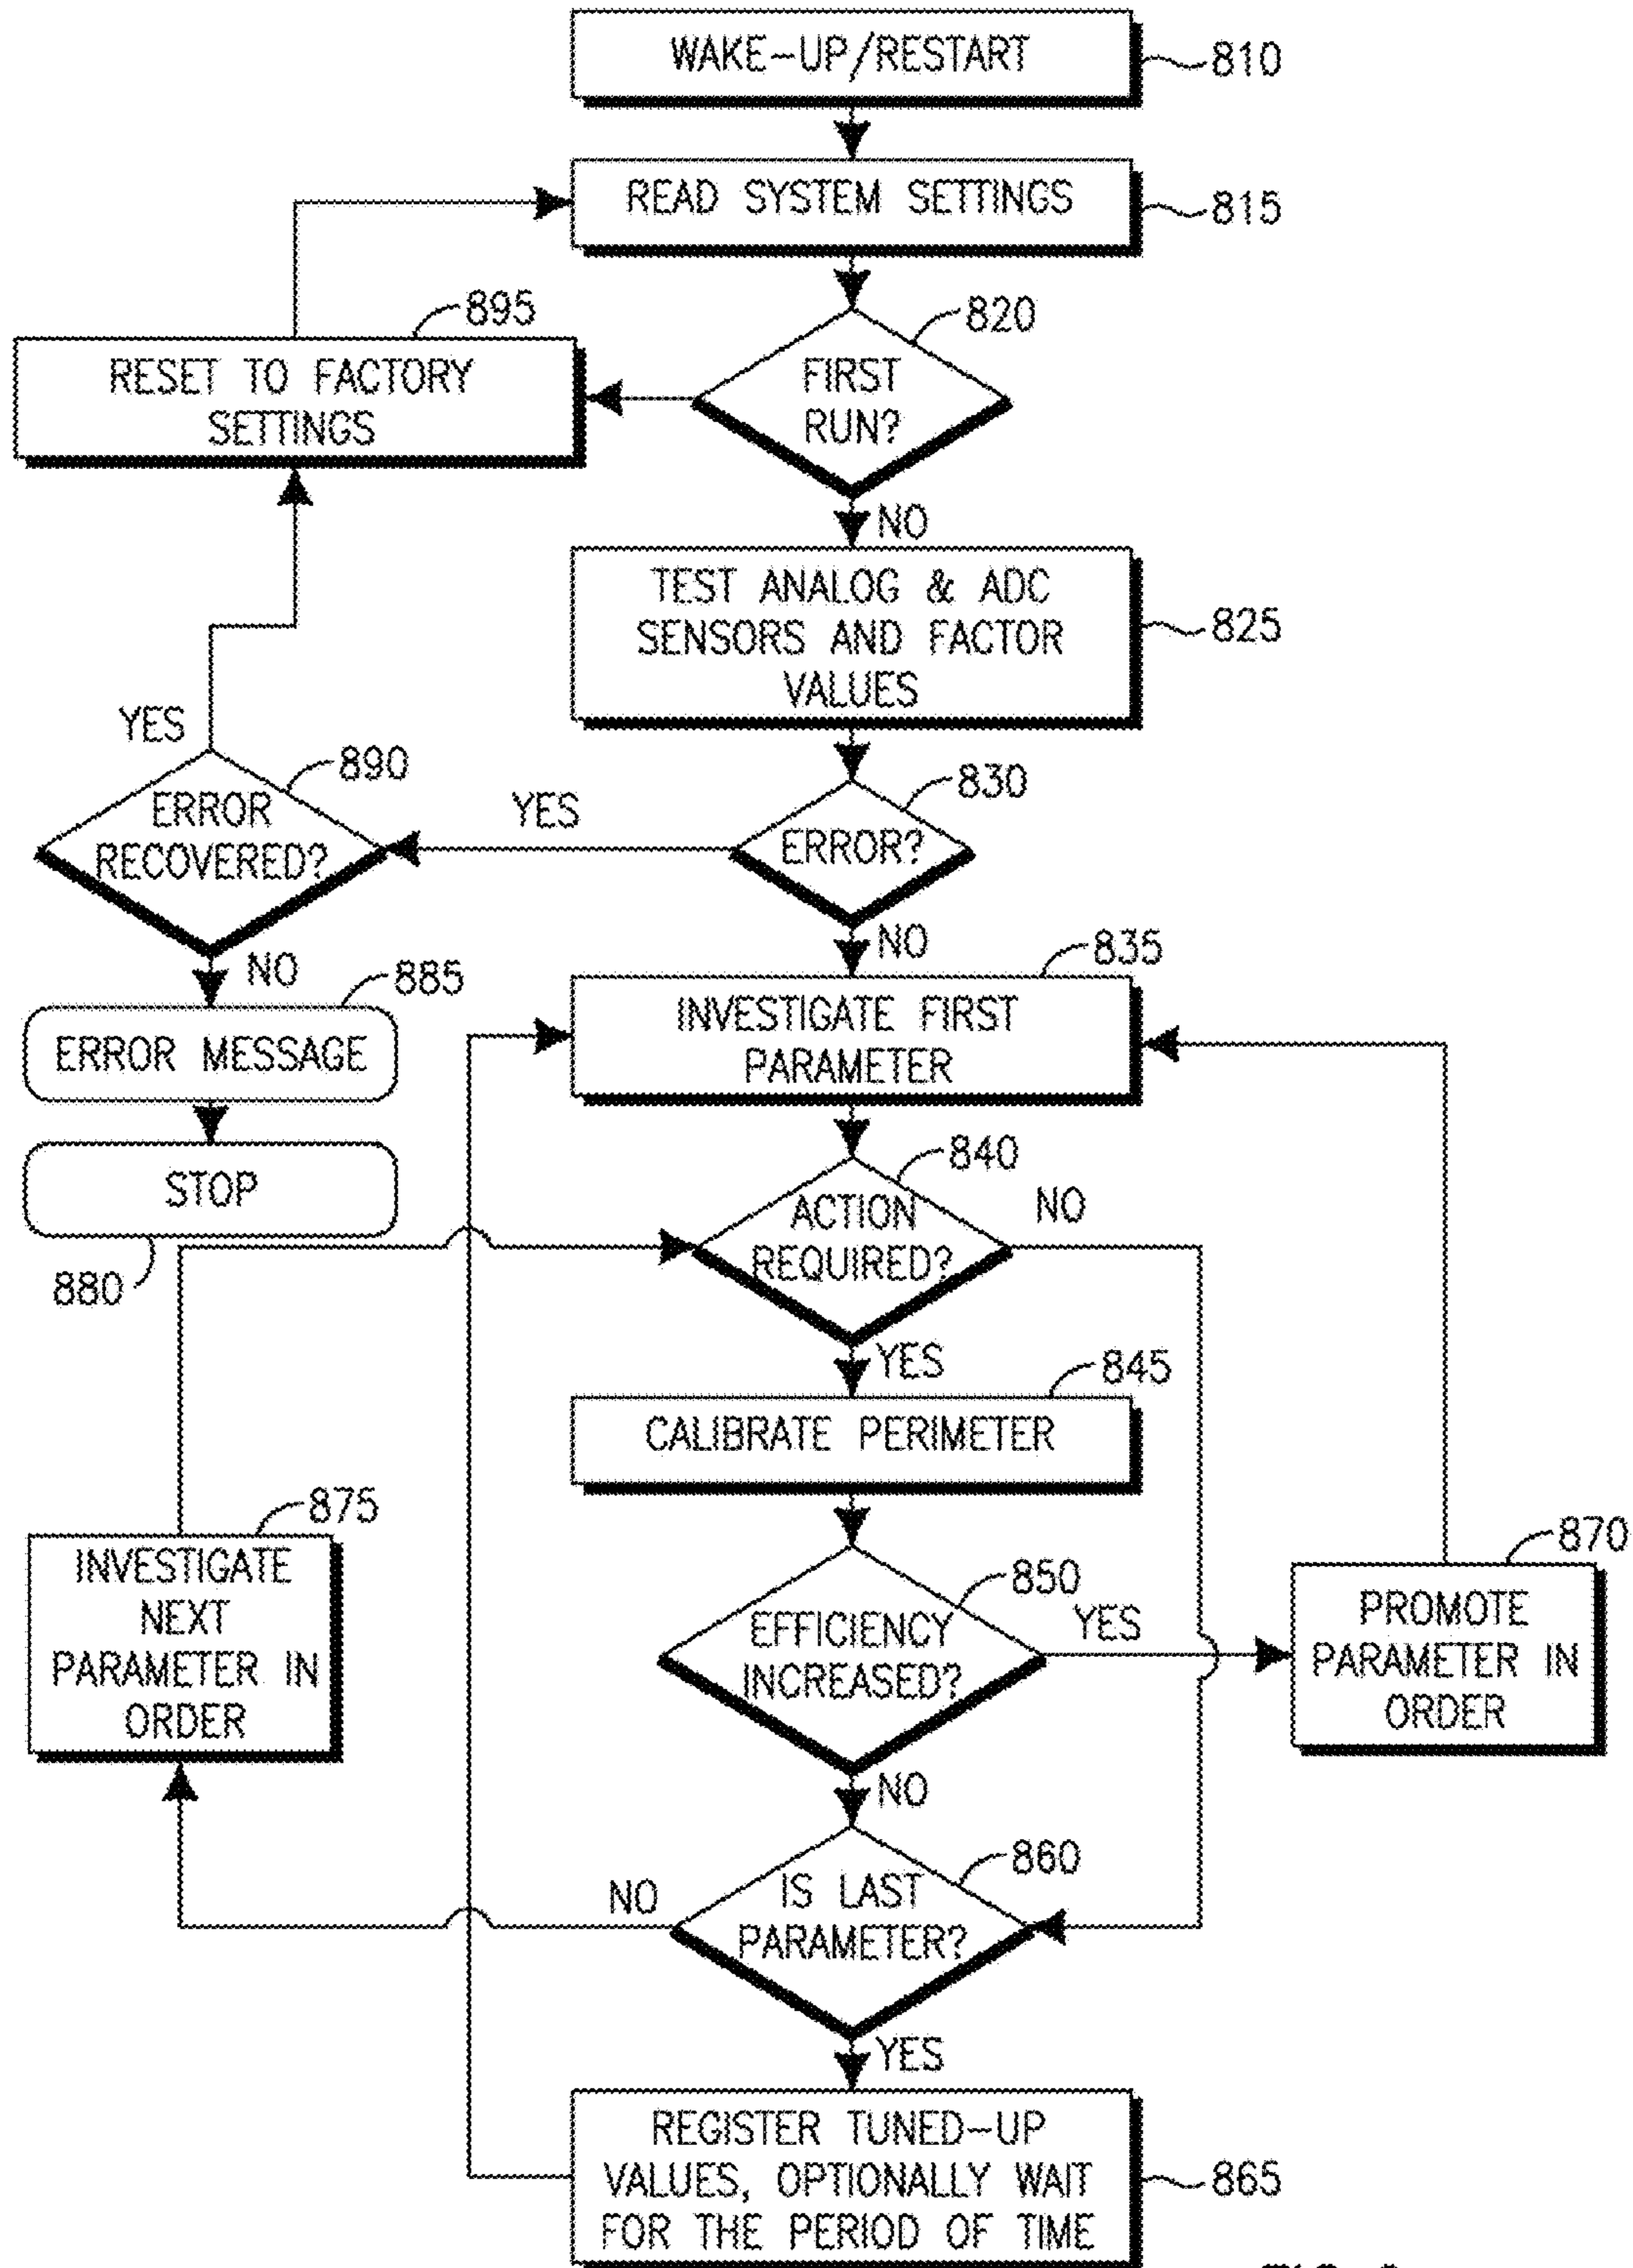 WAKE-UP/RESTART
810
READ SYSTEM SETTINGS
815
895
820
RESET TO FACTORY
SETTINGS
FIRST
RUN?
NO
TEST ANALOG & ADC
SENSORS AND FACTOR
VALUES
825
YES
890
ERROR
RECOVERED?
YES
830
ERROR?
NO
NO
885
835
ERROR MESSAGE
INVESTIGATE FIRST
PARAMETER
STOP
880
840
ACTION
REQUIRED?
NO
YES
845
CALIBRATE PERIMETER
875
INVESTIGATE
NEXT
PARAMETER IN
ORDER
850
EFFICIENCY
INCREASED?
YES
870
PROMOTE
PARAMETER IN
ORDER
NO
860
IS LAST
PARAMETER?
NO
YES
REGISTER TUNED-UP
VALUES, OPTIONALLY WAIT
FOR THE PERIOD OF TIME
865